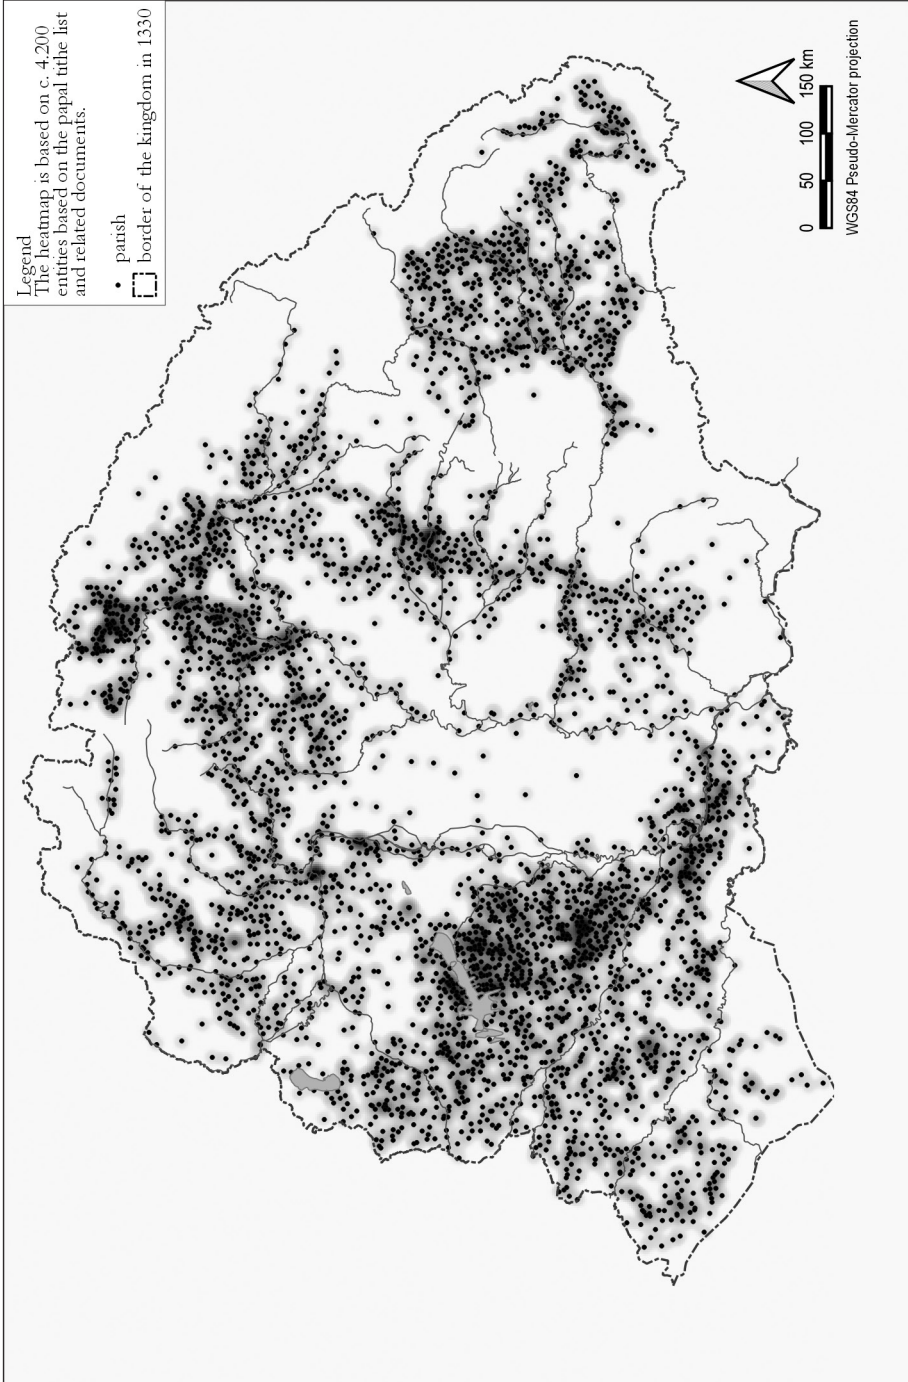 Legend
The heatmap is based on c. 4.200
entities based on the papal tithe list
and related documents.
parish
border of the kingdom in 1330
0 50 100 150 km
WGS84 Pseudo-Mercator projection